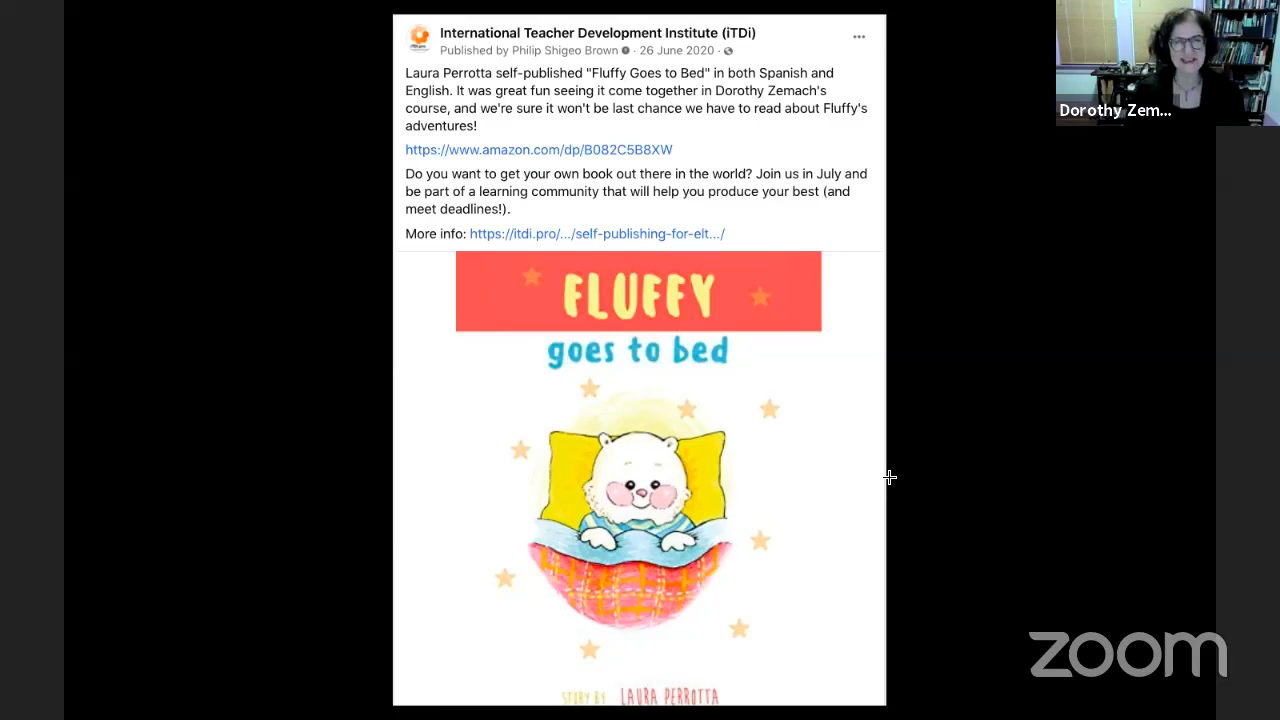 International Teacher Development Institute (iTDi)
Published by Philip Shigeo Brown · 26 June 2020 ·
Laura Perrotta self-published "Fluffy Goes to Bed" in both Spanish and
English. It was great fun seeing it come together in Dorothy Zemach's
course, and we're sure it won't be last chance we have to read about Fluffy's
adventures!
https://www.amazon.com/dp/B082C5B8XW
Do you want to get your own book out there in the world? Join us in July and
be part of a learning community that will help you produce your best (and
meet deadlines!).
More info: https://itdi.pro/.../self-publishing-for-elt.../
FLUFFY
goes to bed
STORY BY LAURA PERROTTA
Dorothy Zem...
zoom